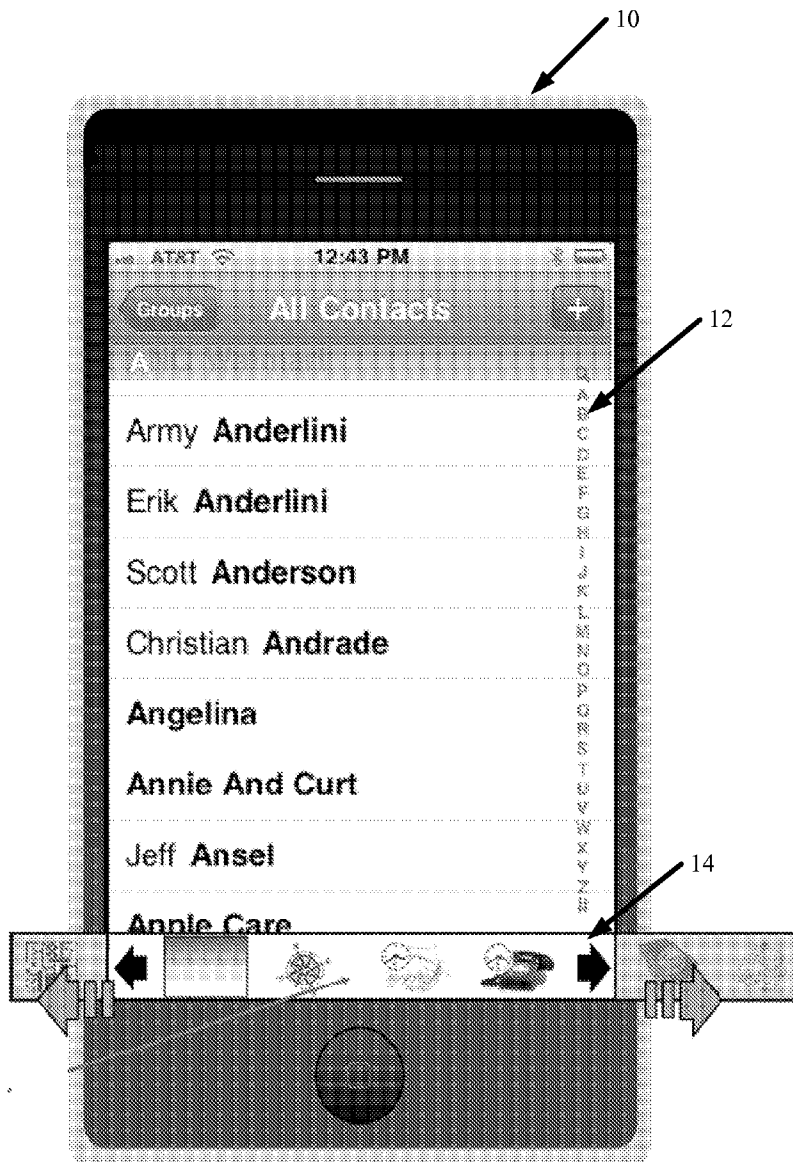 10
AT&T 12:43 PM
Groups All Contacts +
12
A
Army Anderlini
Erik Anderlini
Scott Anderson
Christian Andrade
Angelina
Annie And Curt
Jeff Ansel
Apple Care
Q
A
B
C
D
E
F
G
H
I
J
K
L
M
N
O
P
Q
R
S
T
U
V
W
X
Y
Z
#
14